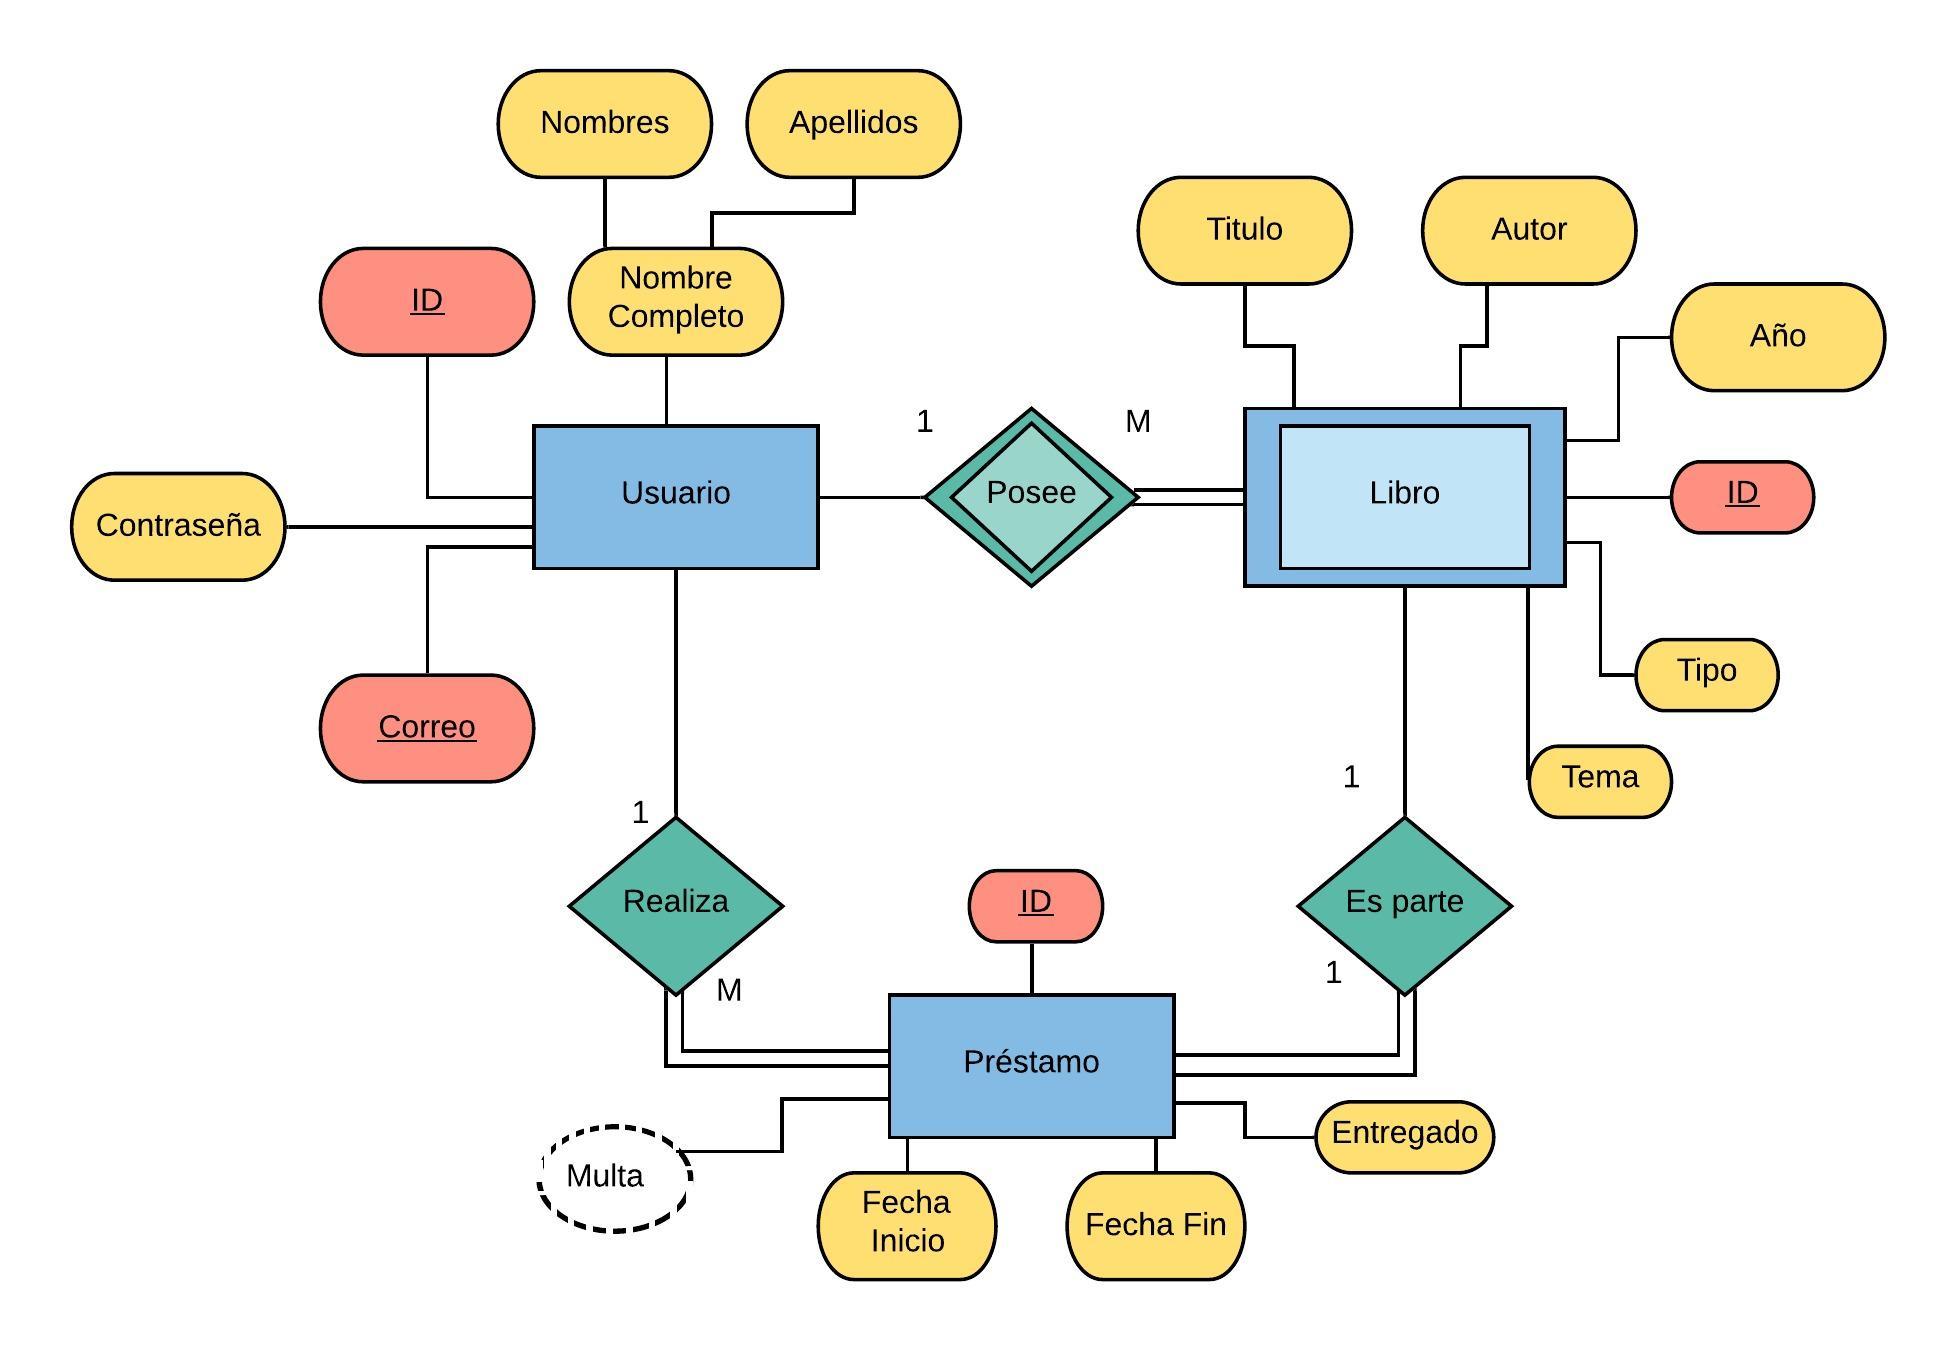 Nombres
Apellidos
Titulo
Autor
ID
Nombre
Completo
Año
1
M
Usuario
Posee
Libro
ID
Contraseña
Tipo
Correo
1
Tema
1
Realiza
ID
Es parte
M
1
Préstamo
Multa
Entregado
Fecha
Inicio
Fecha Fin